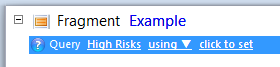 Fragment Example
Query High Risks using ▼ click to set